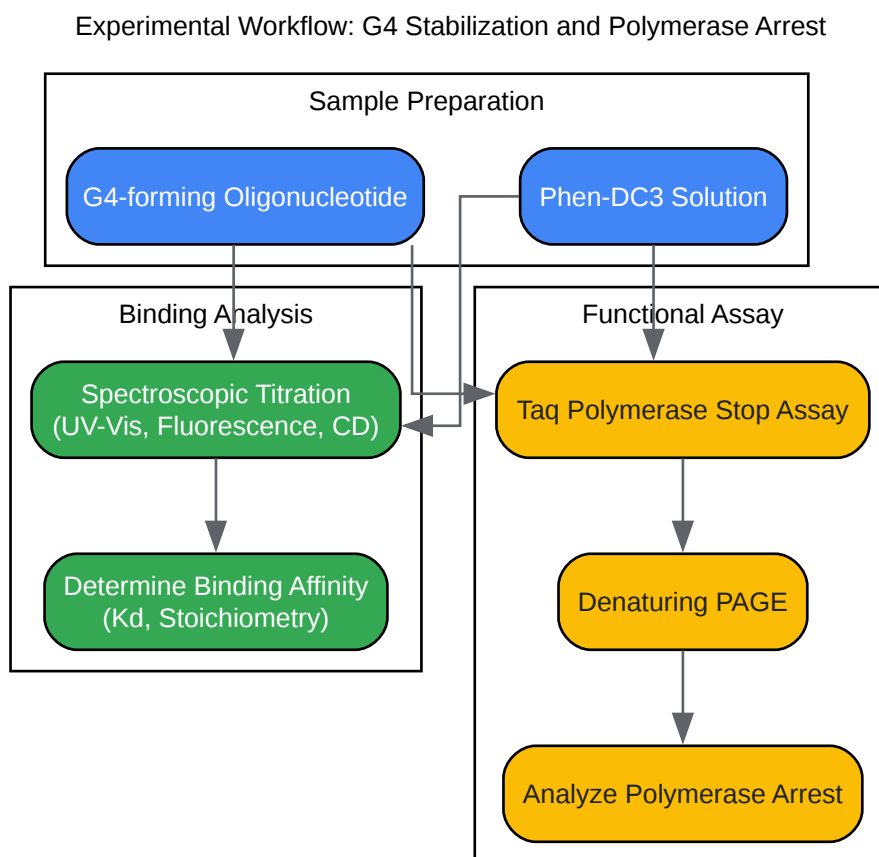 Experimental Workflow: G4 Stabilization and Polymerase Arrest
Sample Preparation
G4-forming Oligonucleotide
Phen-DC3 Solution
Binding Analysis
Functional Assay
Spectroscopic Titration
(UV-Vis, Fluorescence, CD)
Taq Polymerase Stop Assay
Determine Binding Affinity
(Kd, Stoichiometry)
Denaturing PAGE
Analyze Polymerase Arrest